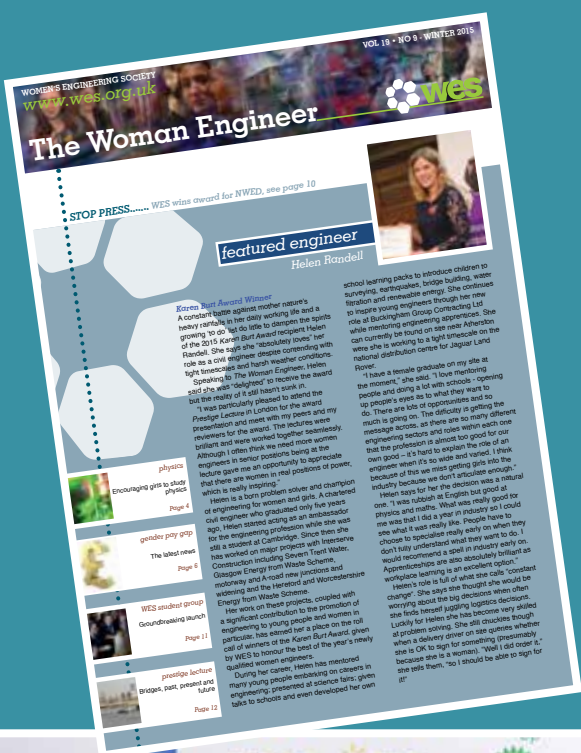 WOMEN'S ENGINEERING SOCIETY
www.wes.org.uk
VOL 19 • NO 9 - WINTER 2015
The Woman Engineer
wes
STOP PRESS....... WES wins award for NWED, see page 10
featured engineer
Helen Randell
Karen Burt Award Winner
A constant battle against mother nature's
heavy rainfalls in her daily working life and a
growing 'to do' list do little to dampen the spirits
of the 2015 Karen Burt Award recipient Helen
Randell. She says she "absolutely loves" her
role as a civil engineer despite contending with
tight timescales and harsh weather conditions.
Speaking to The Woman Engineer, Helen
said she was "delighted" to receive the award
but the reality of it still hasn't sunk in.
"I was particularly pleased to attend the
Prestige Lecture in London for the award
presentation and meet with my peers and my
reviewers for the award. The lectures were
brilliant and were worked together seamlessly.
Although I often think we need more women
engineers in senior positions being at the
lecture gave me an opportunity to appreciate
that there are women in real positions of power,
which is really inspiring."
Helen is a born problem solver and champion
of engineering for women and girls. A chartered
civil engineer who graduated only five years
ago, Helen started acting as an ambassador
for the engineering profession while she was
still a student at Cambridge. Since then she
has worked on major projects with Interserve
Construction including Severn Trent Water,
Glasgow Energy from Waste Scheme,
motorway and A-road new junctions and
widening and the Hereford and Worcestershire
Energy from Waste Scheme.
Her work on these projects, coupled with
a significant contribution to the promotion of
engineering to young people and women in
particular, has earned her a place on the roll
call of winners of the Karen Burt Award, given
by WES to honour the best of the year's newly
qualified women engineers.
During her career, Helen has mentored
many young people embarking on careers in
engineering; presented at science fairs; given
talks to schools and even developed her own
school learning packs to introduce children to
surveying, earthquakes, bridge building, water
filtration and renewable energy. She continues
to inspire young engineers through her new
role at Buckingham Group Contracting Ltd
while mentoring engineering apprentices. She
can currently be found on site near Atherston
were she is working to a tight timescale on the
national distribution centre for Jaguar Land
Rover.
"I have a female graduate on my site at
the moment," she said. "I love mentoring
people and doing a lot with schools - opening
up people's eyes as to what they want to
do. There are lots of opportunities and so
much is going on. The difficulty is getting the
message across, as there are so many different
engineering sectors and roles within each one
that the profession is almost too good for our
own good – it's hard to explain the role of an
engineer when it's so wide and varied. I think
because of this we miss getting girls into the
industry because we don't articulate enough."
Helen says for her the decision was a natural
one. "I was rubbish at English but good at
physics and maths. What was really good for
me was that I did a year in industry so I could
see what it was really like. People have to
choose to specialise really early on when they
don't fully understand what they want to do. I
would recommend a spell in industry early on.
Apprenticeships are also absolutely brilliant as
workplace learning is an excellent option."
Helen's role is full of what she calls "constant
change". She says she thought she would be
worrying about the big decisions when often
she finds herself juggling logistics decisions.
Luckily for Helen she has become very skilled
at problem solving. She still chuckles though
when a delivery driver on site queries whether
she is OK to sign for something (presumably
because she is a woman). "Well I did order it,"
she tells them, "so I should be able to sign for
it!"
physics
Encouraging girls to study
physics
Page 4
gender pay gap
The latest news
Page 6
WES student group
Groundbreaking launch
Page 11
prestige lecture
Bridges, past, present and
future
Page 12